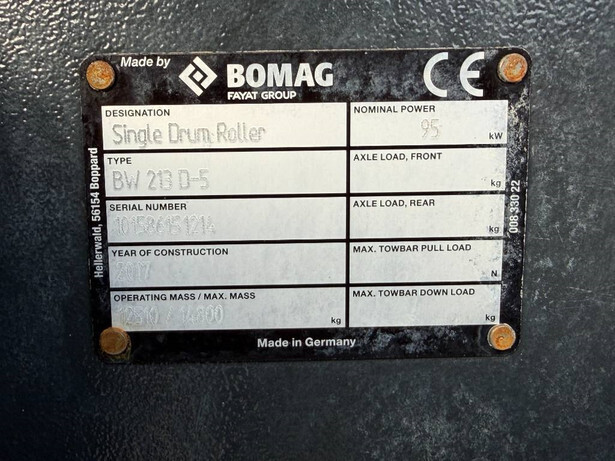 Made by BOMAG
FAYAT GROUP
CE
Hellerwald, 56154 Boppard
DESIGNATION
Single Drum Roller
TYPE
BW 213 D-5
SERIAL NUMBER
101586151214
YEAR OF CONSTRUCTION
2017
OPERATING MASS / MAX. MASS
kg
NOMINAL POWER
95 kW
AXLE LOAD, FRONT
kg
AXLE LOAD, REAR
kg
MAX. TOWBAR PULL LOAD
N
MAX. TOWBAR DOWN LOAD
kg
008 330 22
Made in Germany